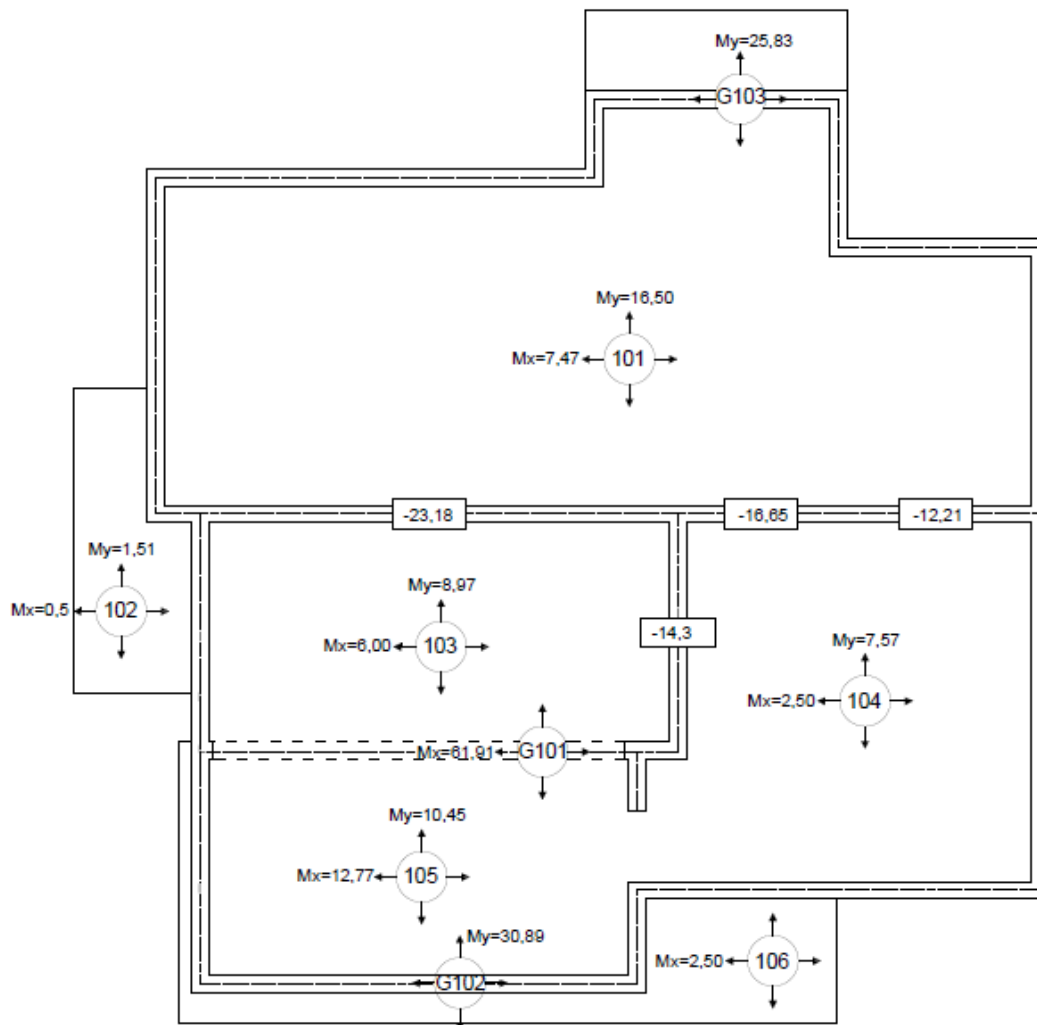 My=25,83
G103
My=16,50
Mx=7,47
101
-23,18
-16,65
-12,21
My=1,51
Mx=0,5
102
My=8,97
Mx=6,00
103
-14,3
My=7,57
Mx=2,50
104
Mx=61,91
G101
My=10,45
Mx=12,77
105
My=30,89
G102
Mx=2,50
106